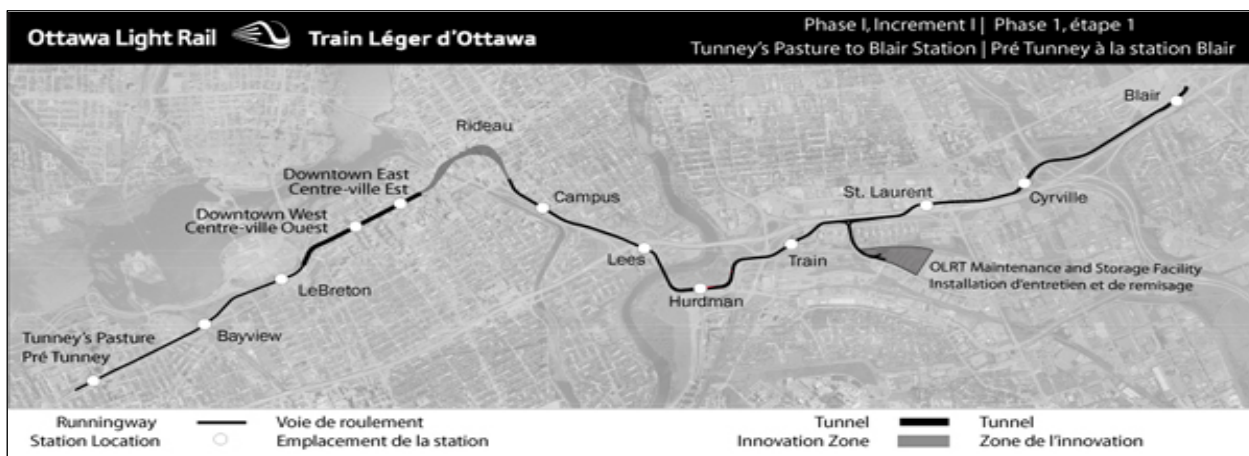 Ottawa Light Rail Train Léger d'Ottawa
Phase I, Increment I | Phase 1, étape 1
Tunney's Pasture to Blair Station | Pré Tunney à la station Blair
Blair
Rideau
Downtown East
Centre-ville Est
Campus
St. Laurent
Cyrville
Downtown West
Centre-ville Ouest
Lees
Train
OLRT Maintenance and Storage Facility
Installation d'entretien et de remisage
LeBreton
Hurdman
Bayview
Tunney's Pasture
Pré Tunney
Runningway Voie de roulement
Station Location Emplacement de la station
Tunnel Tunnel
Innovation Zone Zone de l'innovation